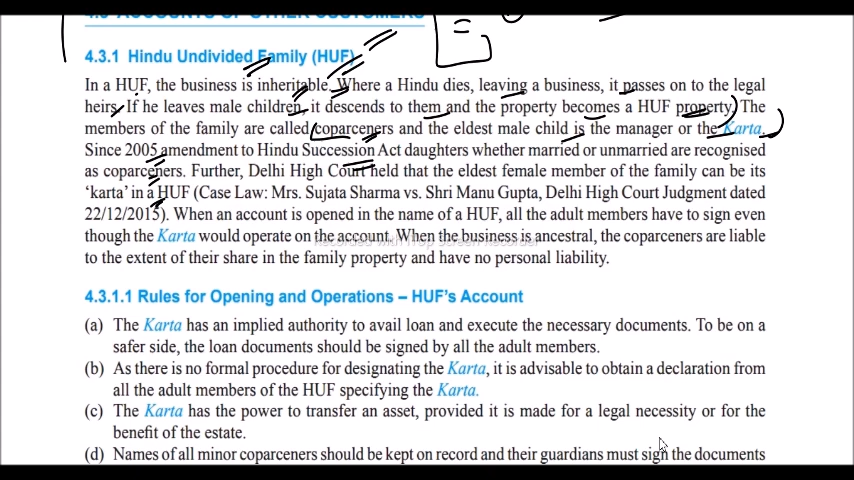 4.3 ACCOUNTS OF OTHER CUSTOMERS
4.3.1 Hindu Undivided Family (HUF)
In a HUF, the business is inheritable. Where a Hindu dies, leaving a business, it passes on to the legal
heirs. If he leaves male children, it descends to them and the property becomes a HUF property. The
members of the family are called coparceners and the eldest male child is the manager or the Karta.
Since 2005 amendment to Hindu Succession Act daughters whether married or unmarried are recognised
as coparceners. Further, Delhi High Court held that the eldest female member of the family can be its
‘karta’ in a HUF (Case Law: Mrs. Sujata Sharma vs. Shri Manu Gupta, Delhi High Court Judgment dated
22/12/2015). When an account is opened in the name of a HUF, all the adult members have to sign even
though the Karta would operate on the account. When the business is ancestral, the coparceners are liable
Recorded with iTop Screen Recorder
to the extent of their share in the family property and have no personal liability.
4.3.1.1 Rules for Opening and Operations – HUF’s Account
(a) The Karta has an implied authority to avail loan and execute the necessary documents. To be on a
safer side, the loan documents should be signed by all the adult members.
(b) As there is no formal procedure for designating the Karta, it is advisable to obtain a declaration from
all the adult members of the HUF specifying the Karta.
(c) The Karta has the power to transfer an asset, provided it is made for a legal necessity or for the
benefit of the estate.
(d) Names of all minor coparceners should be kept on record and their guardians must sign the documents